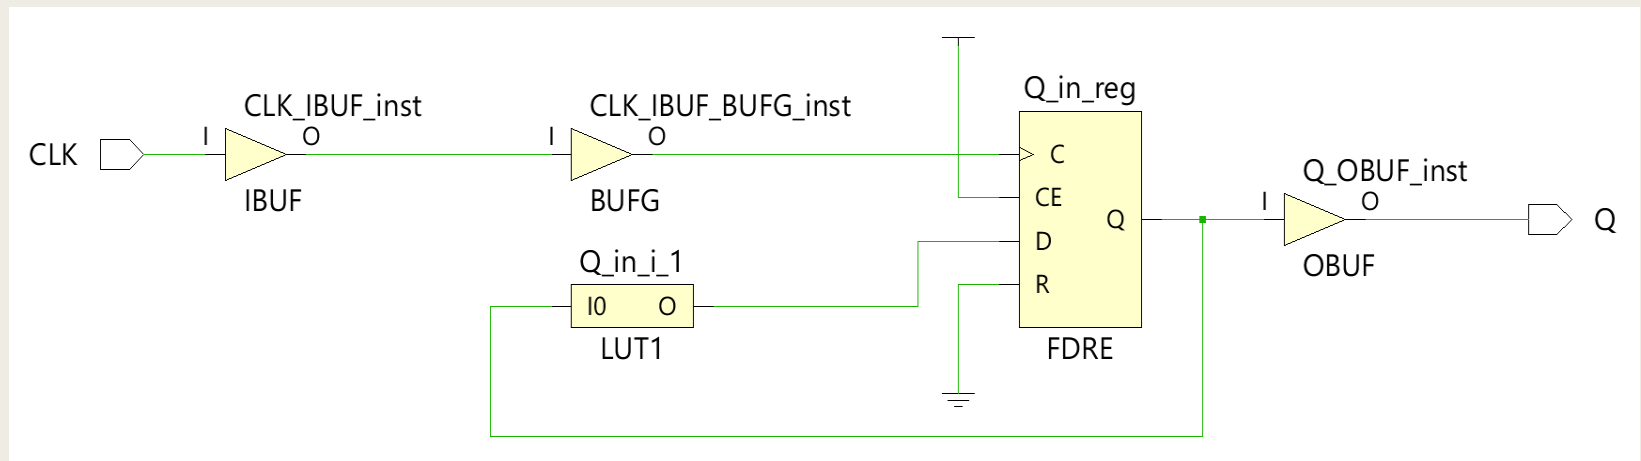 Q_in_reg
CLK_IBUF_inst
CLK_IBUF_BUFG_inst
I
O
I
O
CLK
C
Q_OBUF_inst
IBUF
BUFG
CE
I
O
Q
Q
D
Q_in_i_1
OBUF
R
I0
O
LUT1
FDRE